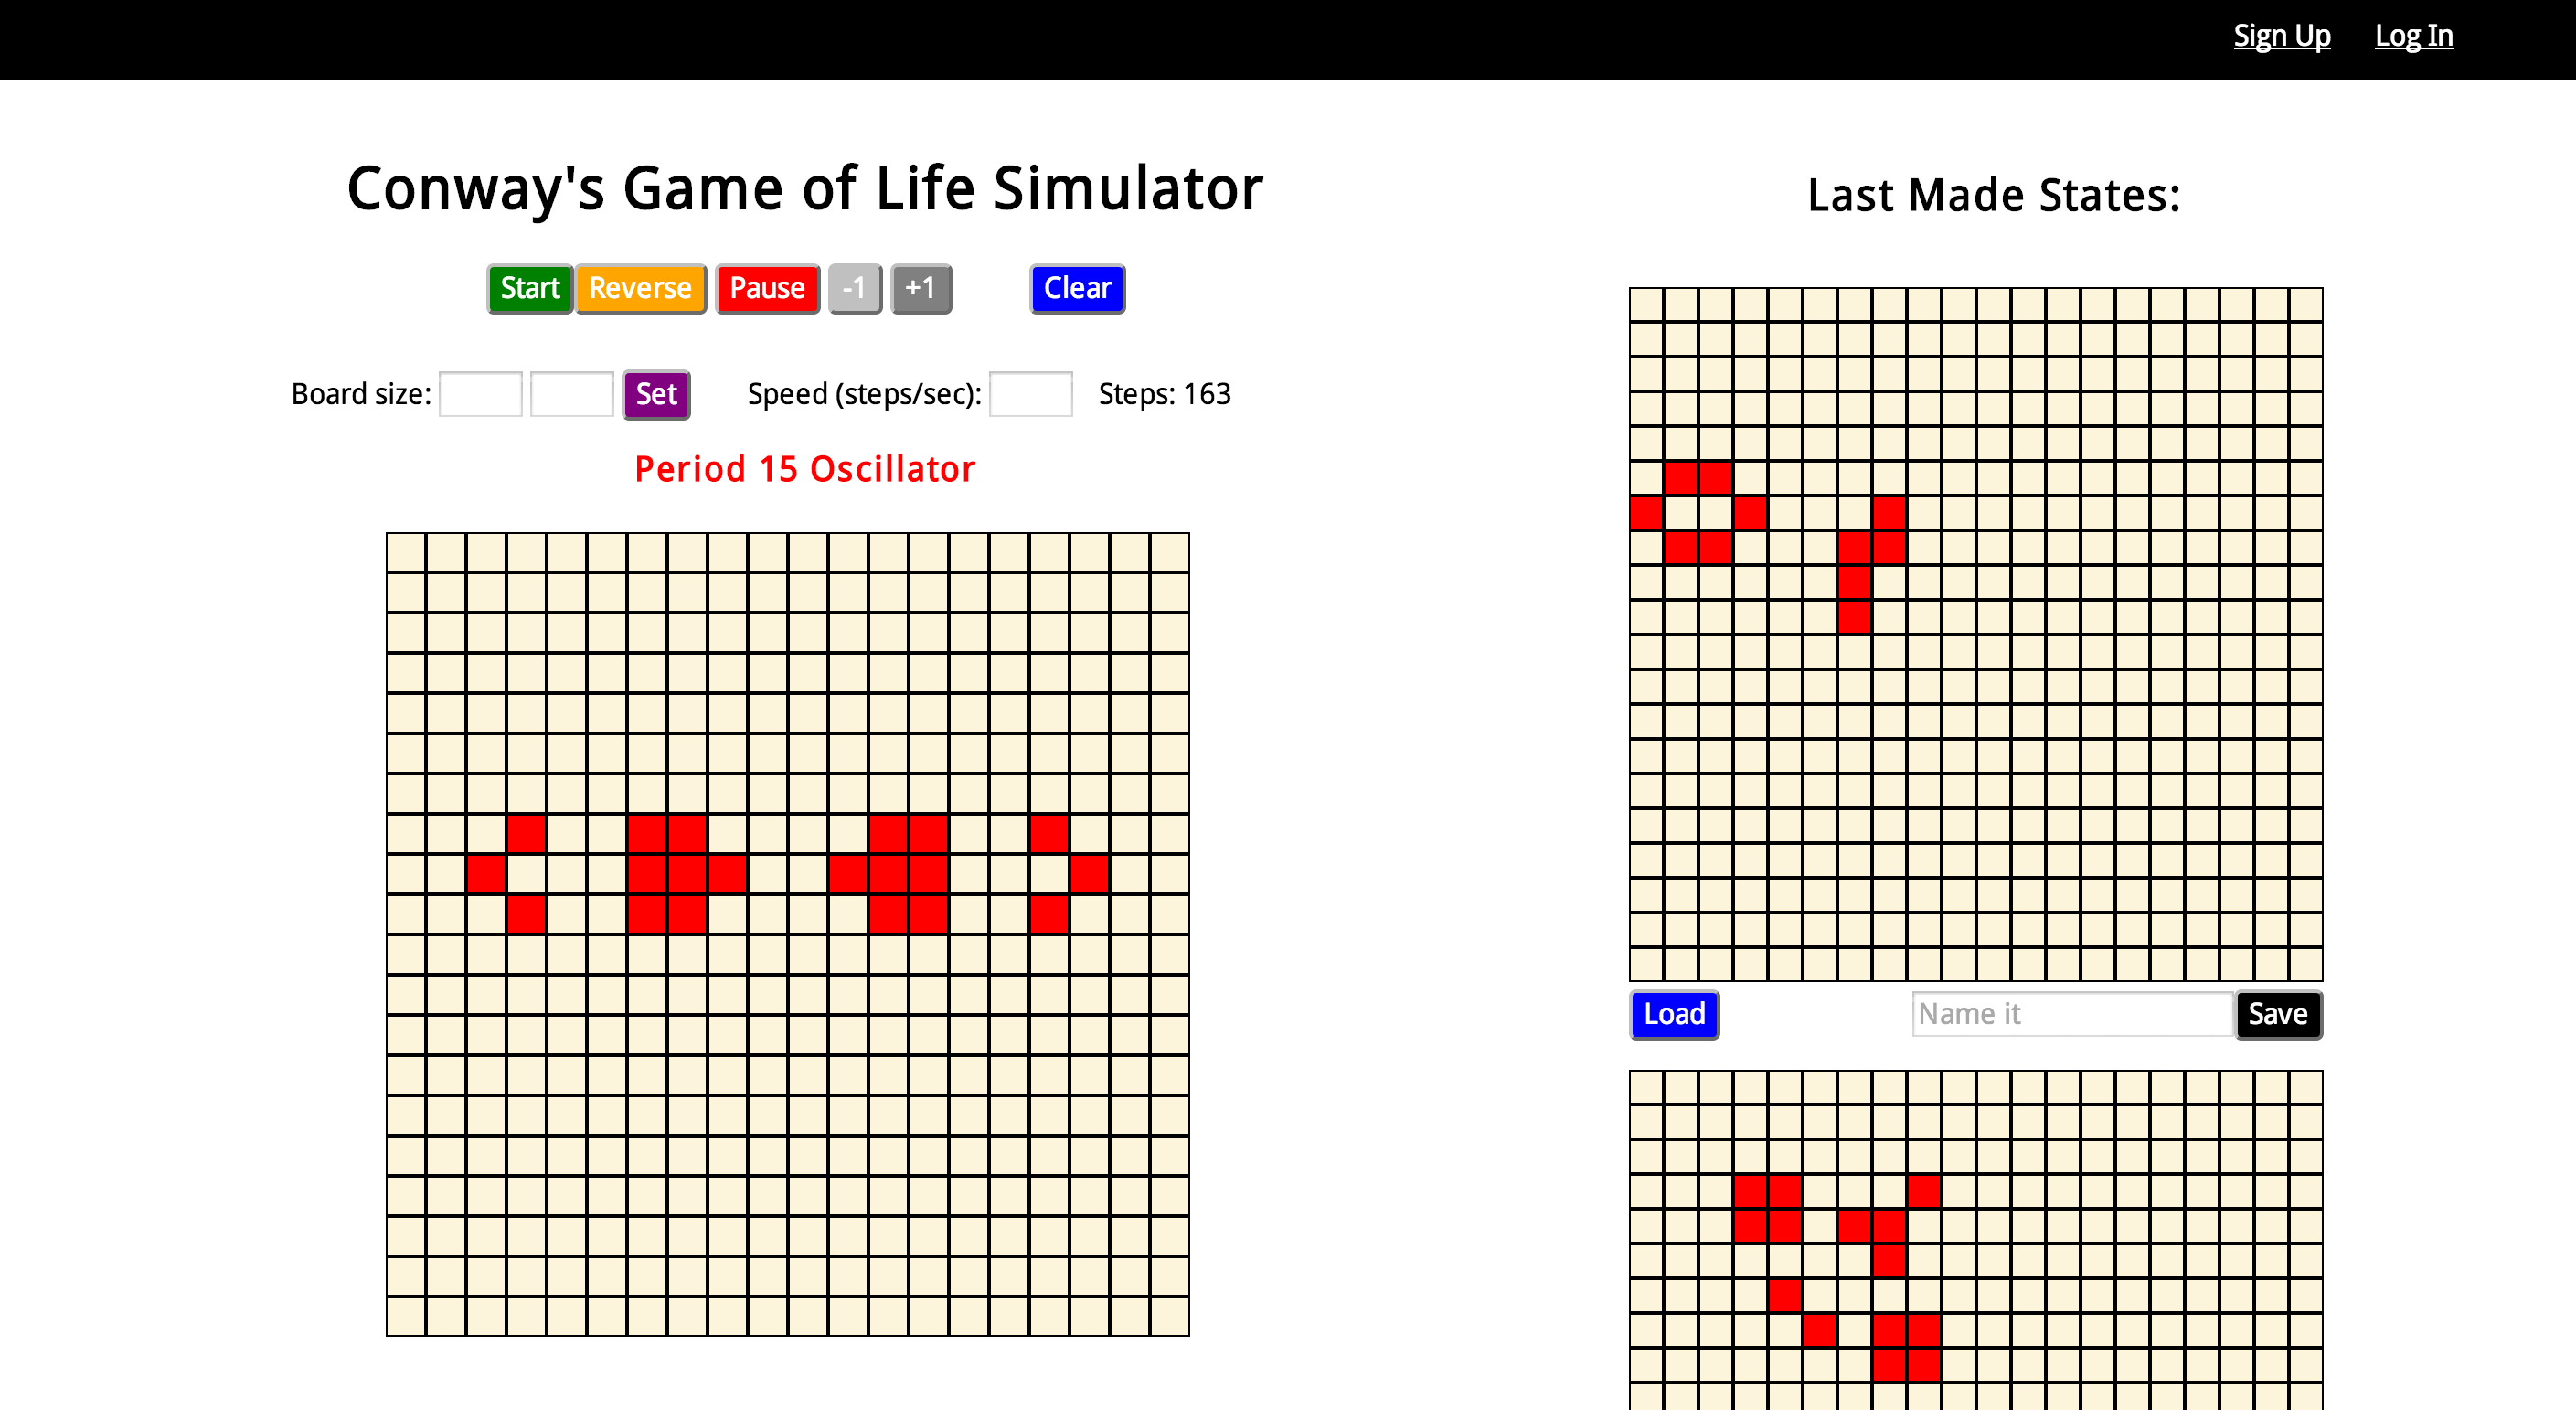 Sign Up Log In
Conway's Game of Life Simulator
Start Reverse Pause -1 +1 Clear
Board size: Set Speed (steps/sec): Steps: 163
Period 15 Oscillator
Last Made States:
Load Name it Save